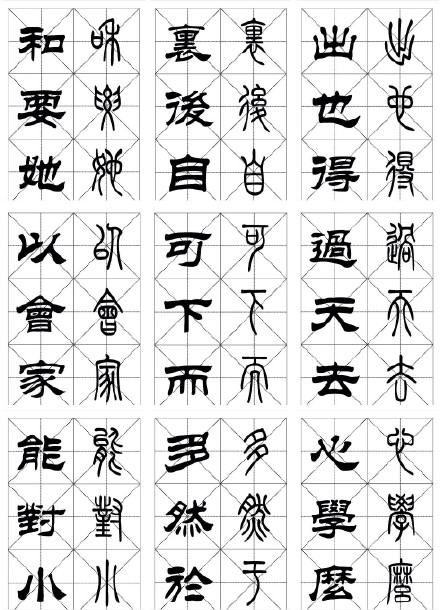 和 和 裏 裏 出 出
要 要 後 後 也 也
她 她 自 自 得 得
以 以 可 可 過 過
會 會 下 下 天 天
家 家 而 而 去 去
能 能 多 多 心 心
對 對 然 然 學 學
小 小 於 于 麼 麼